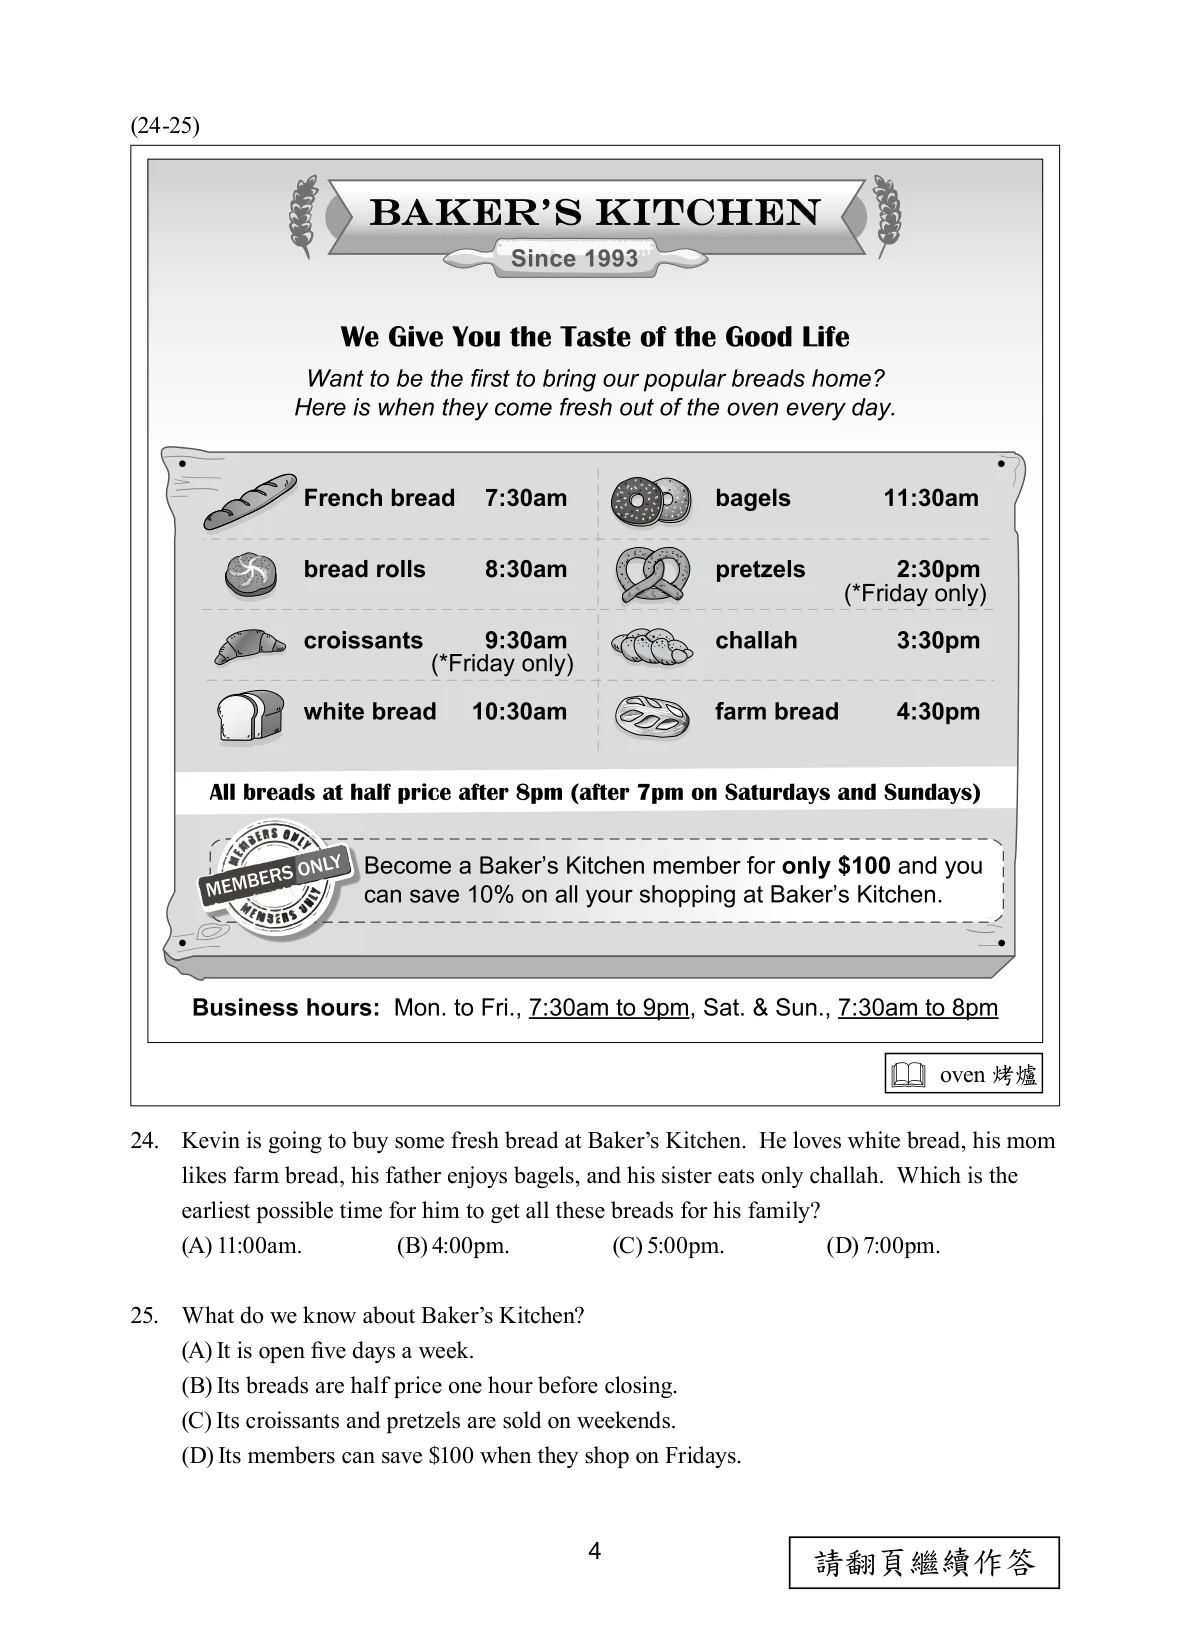 (24-25)
BAKER'S KITCHEN
Since 1993
We Give You the Taste of the Good Life
Want to be the first to bring our popular breads home?
Here is when they come fresh out of the oven every day.
French bread 7:30am
bread rolls 8:30am
croissants 9:30am
(*Friday only)
white bread 10:30am
bagels 11:30am
pretzels 2:30pm
(*Friday only)
challah 3:30pm
farm bread 4:30pm
All breads at half price after 8pm (after 7pm on Saturdays and Sundays)
MEMBERS ONLY
MEMBERS ONLY
MEMBERS ONLY
Become a Baker's Kitchen member for only $100 and you
can save 10% on all your shopping at Baker's Kitchen.
Business hours: Mon. to Fri., 7:30am to 9pm, Sat. & Sun., 7:30am to 8pm
oven 烤爐
24. Kevin is going to buy some fresh bread at Baker's Kitchen. He loves white bread, his mom
likes farm bread, his father enjoys bagels, and his sister eats only challah. Which is the
earliest possible time for him to get all these breads for his family?
(A) 11:00am. (B) 4:00pm. (C) 5:00pm. (D) 7:00pm.
25. What do we know about Baker's Kitchen?
(A) It is open five days a week.
(B) Its breads are half price one hour before closing.
(C) Its croissants and pretzels are sold on weekends.
(D) Its members can save $100 when they shop on Fridays.
4
請翻頁繼續作答